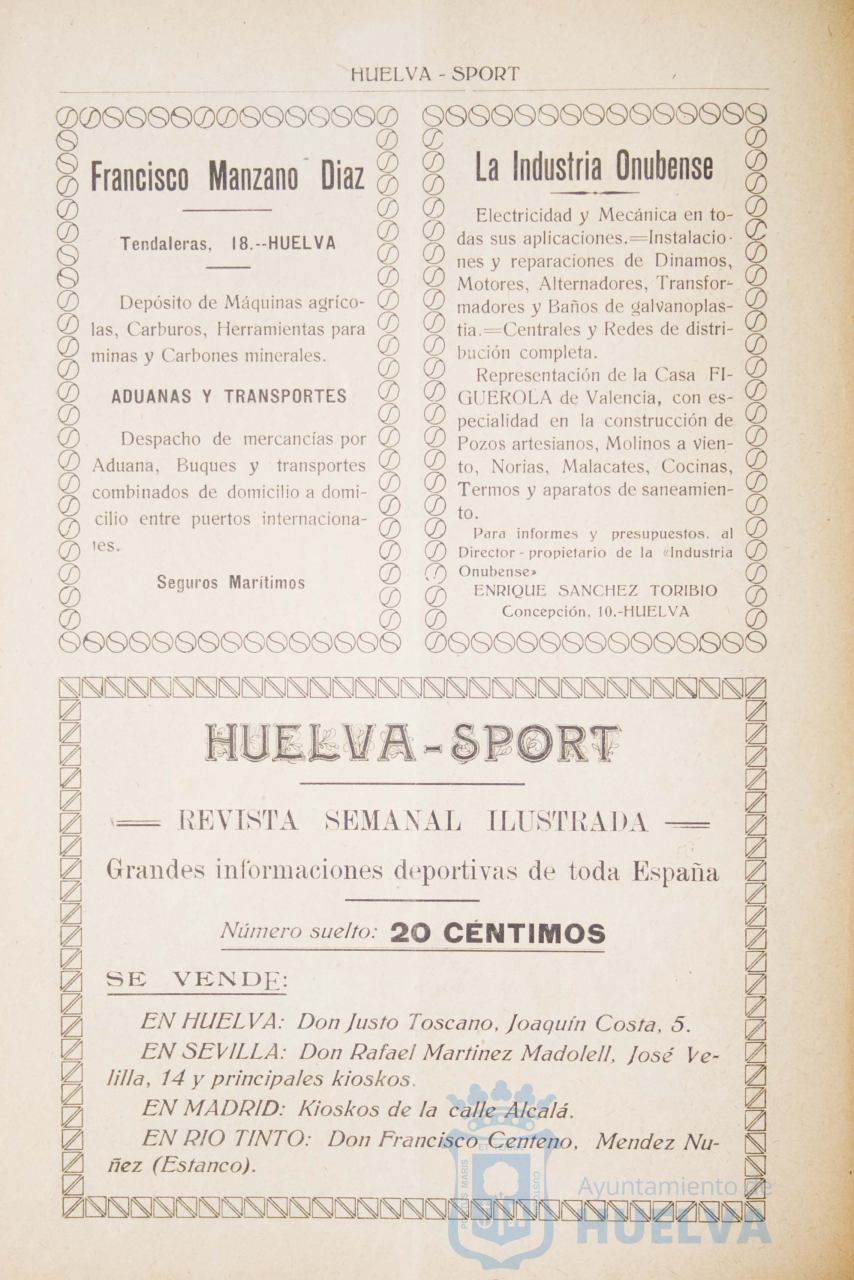 HUELVA - SPORT
Francisco Manzano Diaz
Tendaleras, 18.--HUELVA
Depósito de Máquinas agríco-
las, Carburos, Herramientas para
minas y Carbones minerales.
ADUANAS Y TRANSPORTES
Despacho de mercancías por
Aduana, Buques y transportes
combinados de domicilio a domi-
cilio entre puertos internaciona-
les.
Seguros Marítimos
La Industria Onubense
Electricidad y Mecánica en to-
das sus aplicaciones.=Instalacio-
nes y reparaciones de Dinamos,
Motores, Alternadores, Transfor-
madores y Baños de galvanoplas-
tia.=Centrales y Redes de distri-
bución completa.
Representación de la Casa FI-
GUEROLA de Valencia, con es-
pecialidad en la construcción de
Pozos artesianos, Molinos a vien-
to, Norias, Malacates, Cocinas,
Termos y aparatos de saneamien-
to.
Para informes y presupuestos. al
Director - propietario de la «Industria
Onubense»
ENRIQUE SANCHEZ TORIBIO
Concepción, 10.-HUELVA
HUELVA - SPORT
REVISTA SEMANAL ILUSTRADA
Grandes informaciones deportivas de toda España
Número suelto: 20 CÉNTIMOS
SE VENDE:
EN HUELVA: Don Justo Toscano, Joaquín Costa, 5.
EN SEVILLA: Don Rafael Martinez Madolell, José Ve-
lilla, 14 y principales kioskos.
EN MADRID: Kioskos de la calle Alcalá.
EN RIO TINTO: Don Francisco Centeno, Mendez Nu-
ñez (Estanco).
Ayuntamiento de
HUELVA